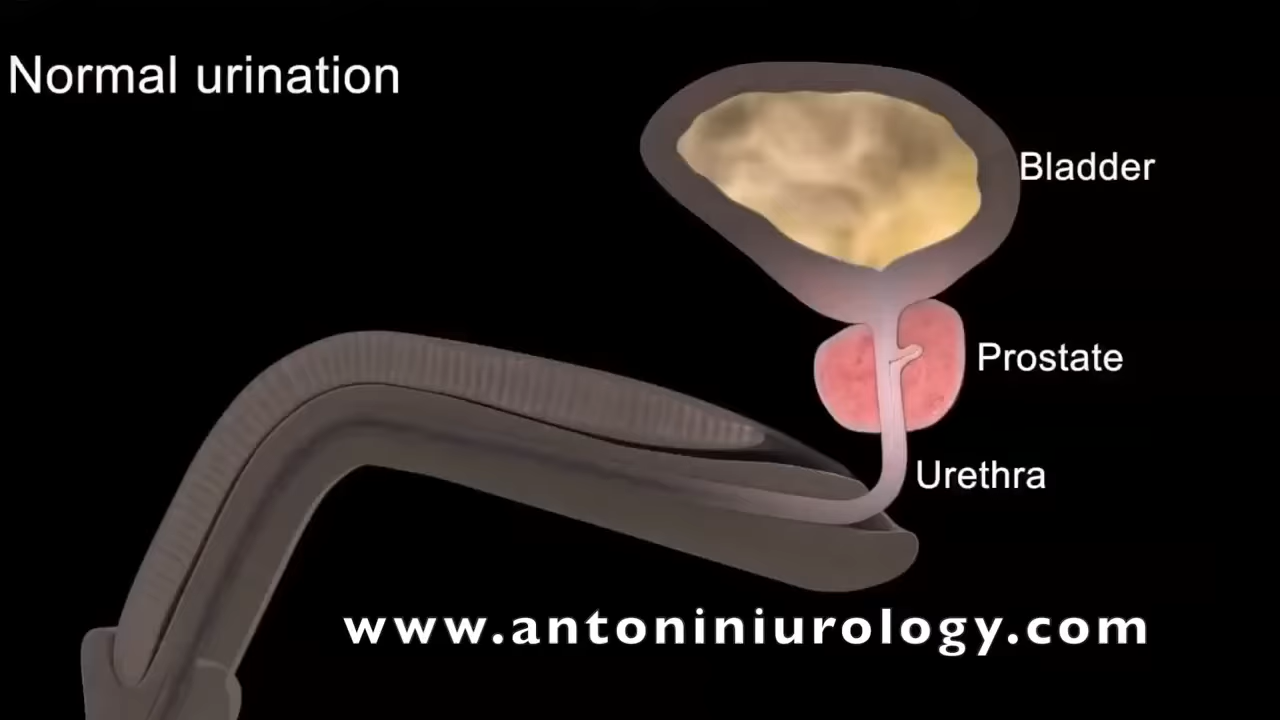 Normal urination
Bladder
Prostate
Urethra
www.antoniniurology.com